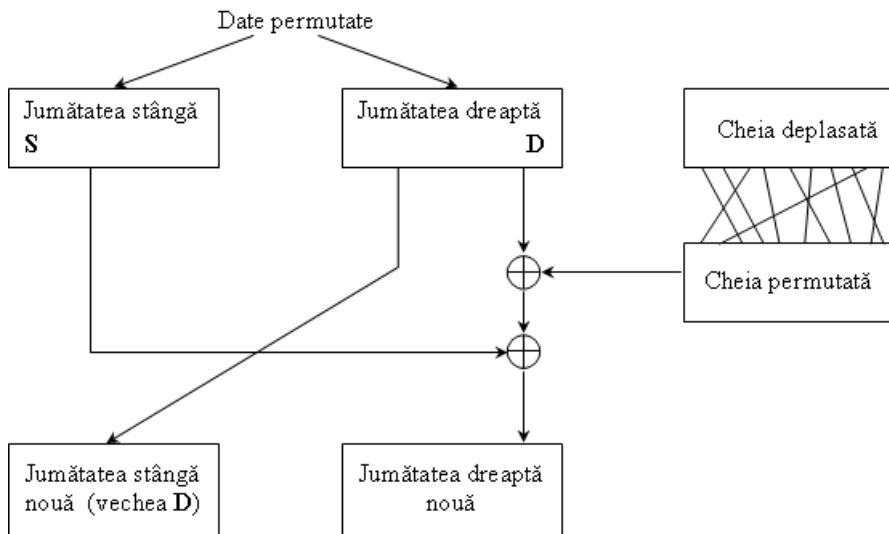 Date permutate
Jumătatea stângă
S
Jumătatea dreaptă
D
Cheia deplasată
Cheia permutată
Jumătatea stângă
nouă (vechea D)
Jumătatea dreaptă
nouă